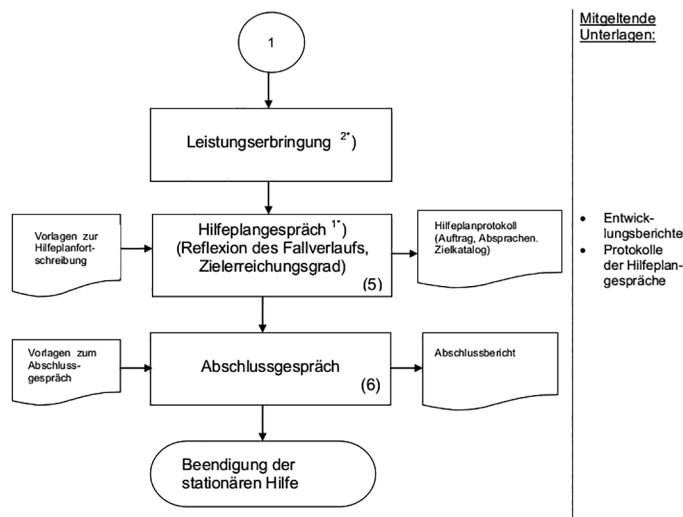 1
Mitgeltende
Unterlagen:
Leistungserbringung 2*)
Vorlagen zur
Hilfeplanfort-
schreibung
Hilfeplangespräch 1*)
(Reflexion des Fallverlaufs,
Zielerreichungsgrad)
(5)
Hilfeplanprotokoll
(Auftrag, Absprachen.
Zielkatalog)
• Entwick-
lungsberichte
• Protokolle
der Hilfeplan-
gespräche
Vorlagen zum
Abschluss-
gespräch
Abschlussgespräch
(6)
Abschlussbericht
Beendigung der
stationären Hilfe